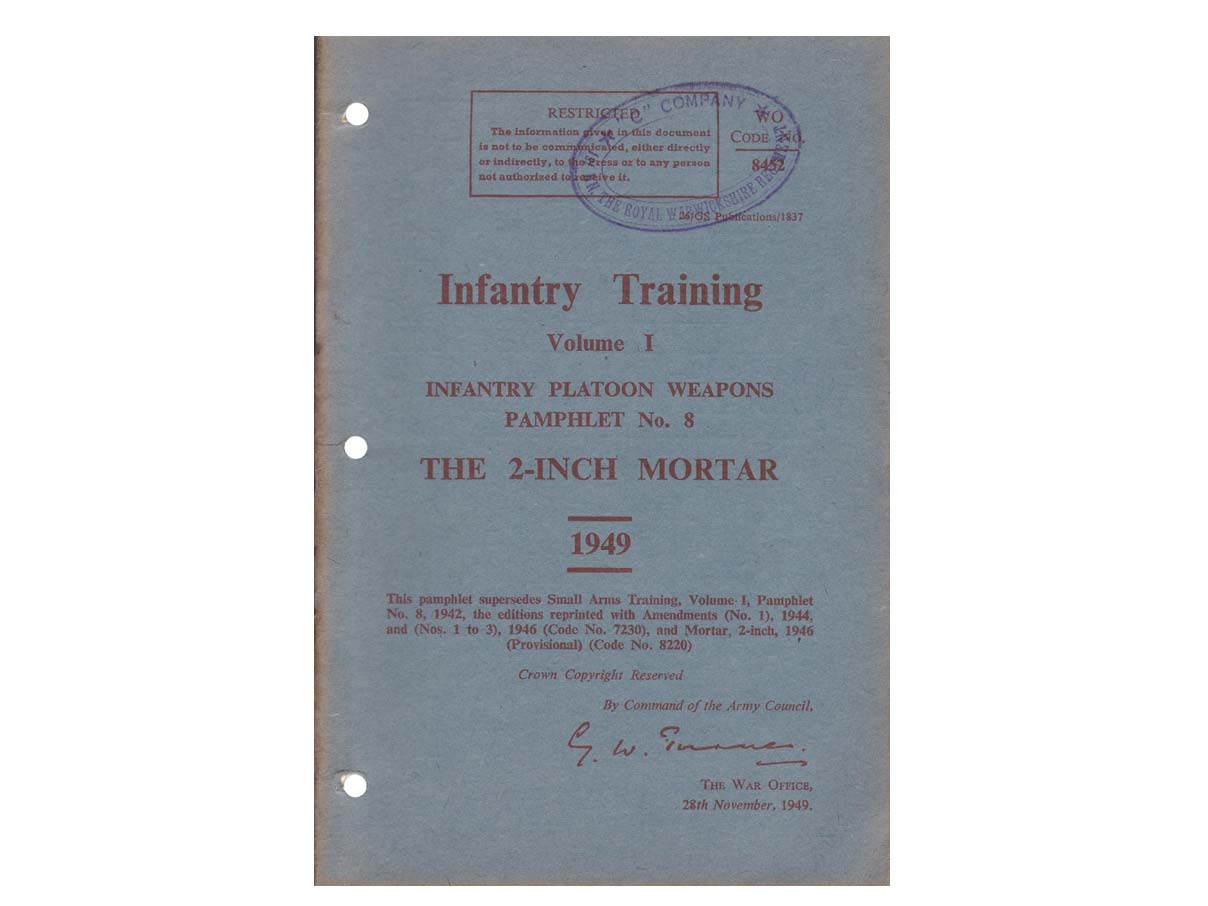 RESTRICTED
The information given in this document
is not to be communicated, either directly
or indirectly, to the Press or to any person
not authorized to receive it.
WO
CODE No.
8452
★ "C" COMPANY ★
BN. THE ROYAL WARWICKSHIRE REGIMENT
26/GS Publications/1837
Infantry Training
Volume I
INFANTRY PLATOON WEAPONS
PAMPHLET No. 8
THE 2-INCH MORTAR
1949
This pamphlet supersedes Small Arms Training, Volume I, Pamphlet
No. 8, 1942, the editions reprinted with Amendments (No. 1), 1944,
and (Nos. 1 to 3), 1946 (Code No. 7230), and Mortar, 2-inch, 1946
(Provisional) (Code No. 8220)
Crown Copyright Reserved
By Command of the Army Council,
G. W. Turner.
THE WAR OFFICE,
28th November, 1949.